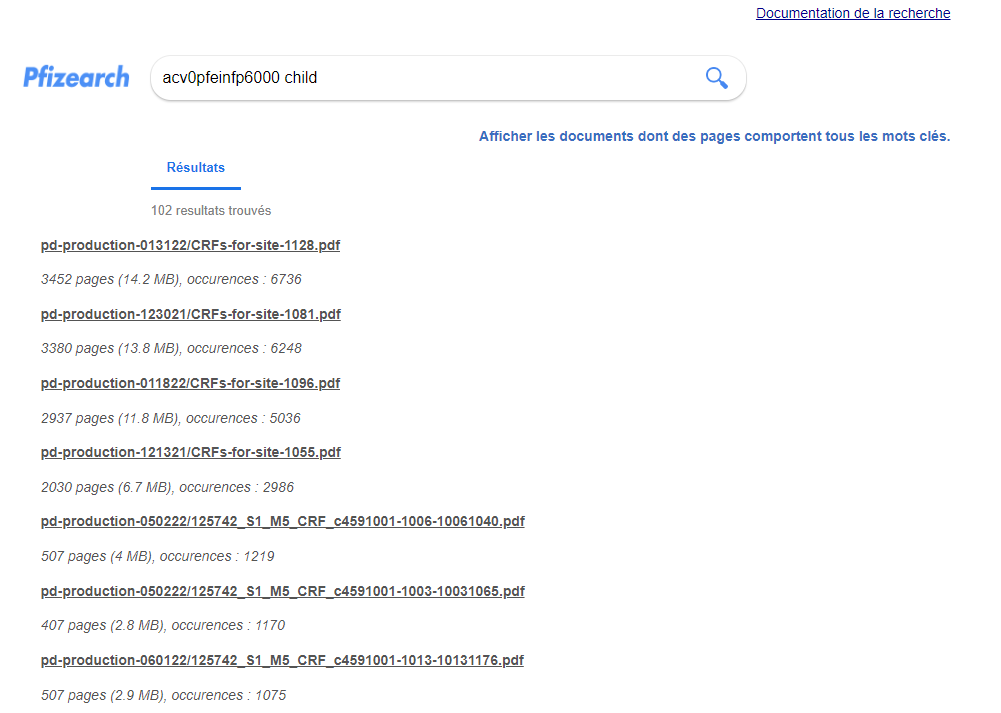 Documentation de la recherche
Pfizearch
acv0pfeinfp6000 child
Afficher les documents dont des pages comportent tous les mots clés.
Résultats
102 resultats trouvés
pd-production-013122/CRFs-for-site-1128.pdf
3452 pages (14.2 MB), occurences : 6736
pd-production-123021/CRFs-for-site-1081.pdf
3380 pages (13.8 MB), occurences : 6248
pd-production-011822/CRFs-for-site-1096.pdf
2937 pages (11.8 MB), occurences : 5036
pd-production-121321/CRFs-for-site-1055.pdf
2030 pages (6.7 MB), occurences : 2986
pd-production-050222/125742_S1_M5_CRF_c4591001-1006-10061040.pdf
507 pages (4 MB), occurences : 1219
pd-production-050222/125742_S1_M5_CRF_c4591001-1003-10031065.pdf
407 pages (2.8 MB), occurences : 1170
pd-production-060122/125742_S1_M5_CRF_c4591001-1013-10131176.pdf
507 pages (2.9 MB), occurences : 1075